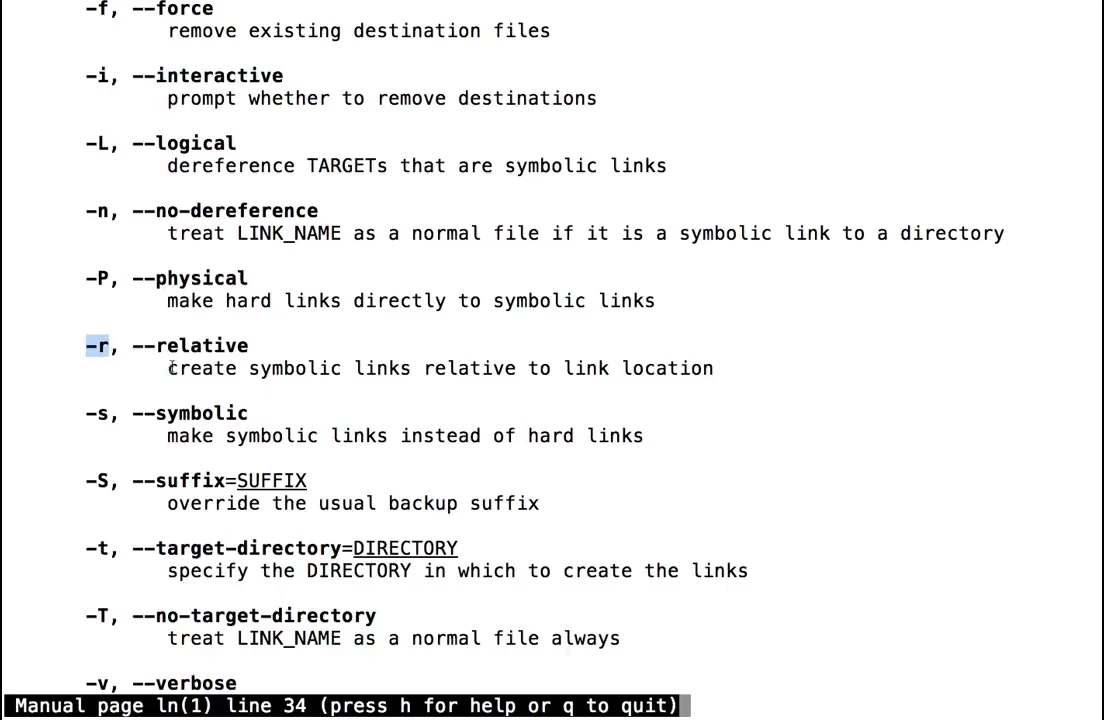 -f, --force
remove existing destination files
-i, --interactive
prompt whether to remove destinations
-L, --logical
dereference TARGETs that are symbolic links
-n, --no-dereference
treat LINK_NAME as a normal file if it is a symbolic link to a directory
-P, --physical
make hard links directly to symbolic links
-r, --relative
create symbolic links relative to link location
-s, --symbolic
make symbolic links instead of hard links
-S, --suffix=SUFFIX
override the usual backup suffix
-t, --target-directory=DIRECTORY
specify the DIRECTORY in which to create the links
-T, --no-target-directory
treat LINK_NAME as a normal file always
-v, --verbose
Manual page ln(1) line 34 (press h for help or q to quit)